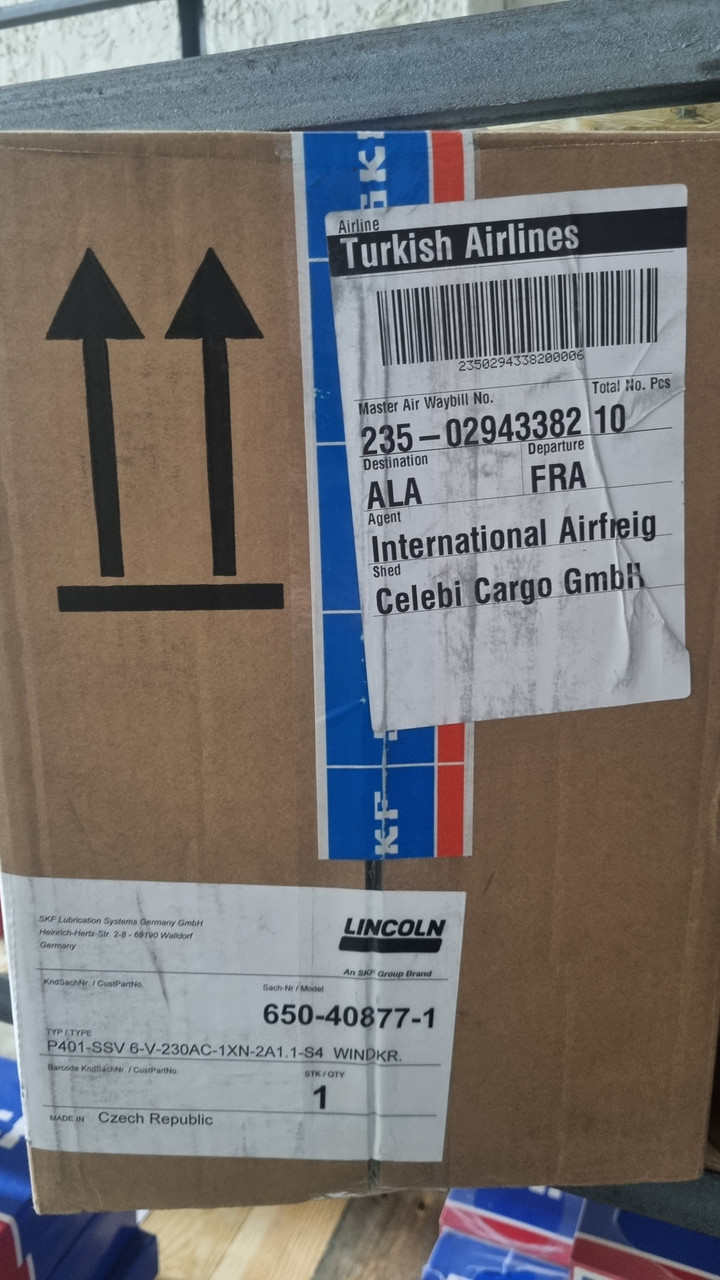 SKF
Airline
Turkish Airlines
2350294338200006
Master Air Waybill No.
Total No. Pcs
235-02943382
10
Destination
Departure
ALA
FRA
Agent
International Airfreig
Shed
Celebi Cargo GmbH
KF
SKF Lubrication Systems Germany GmbH
Heinrich-Hertz-Str. 2-8 - 69190 Walldorf
Germany
LINCOLN
An SKF Group Brand
KndSachNr. / CustPartNo.
Sach-Nr / Model
650-40877-1
TYP / TYPE
P401-SSV 6-V-230AC-1XN-2A1.1-S4 WINDKR.
Barcode KndSachNr. / CustPartNo.
STK / QTY
1
MADE IN Czech Republic